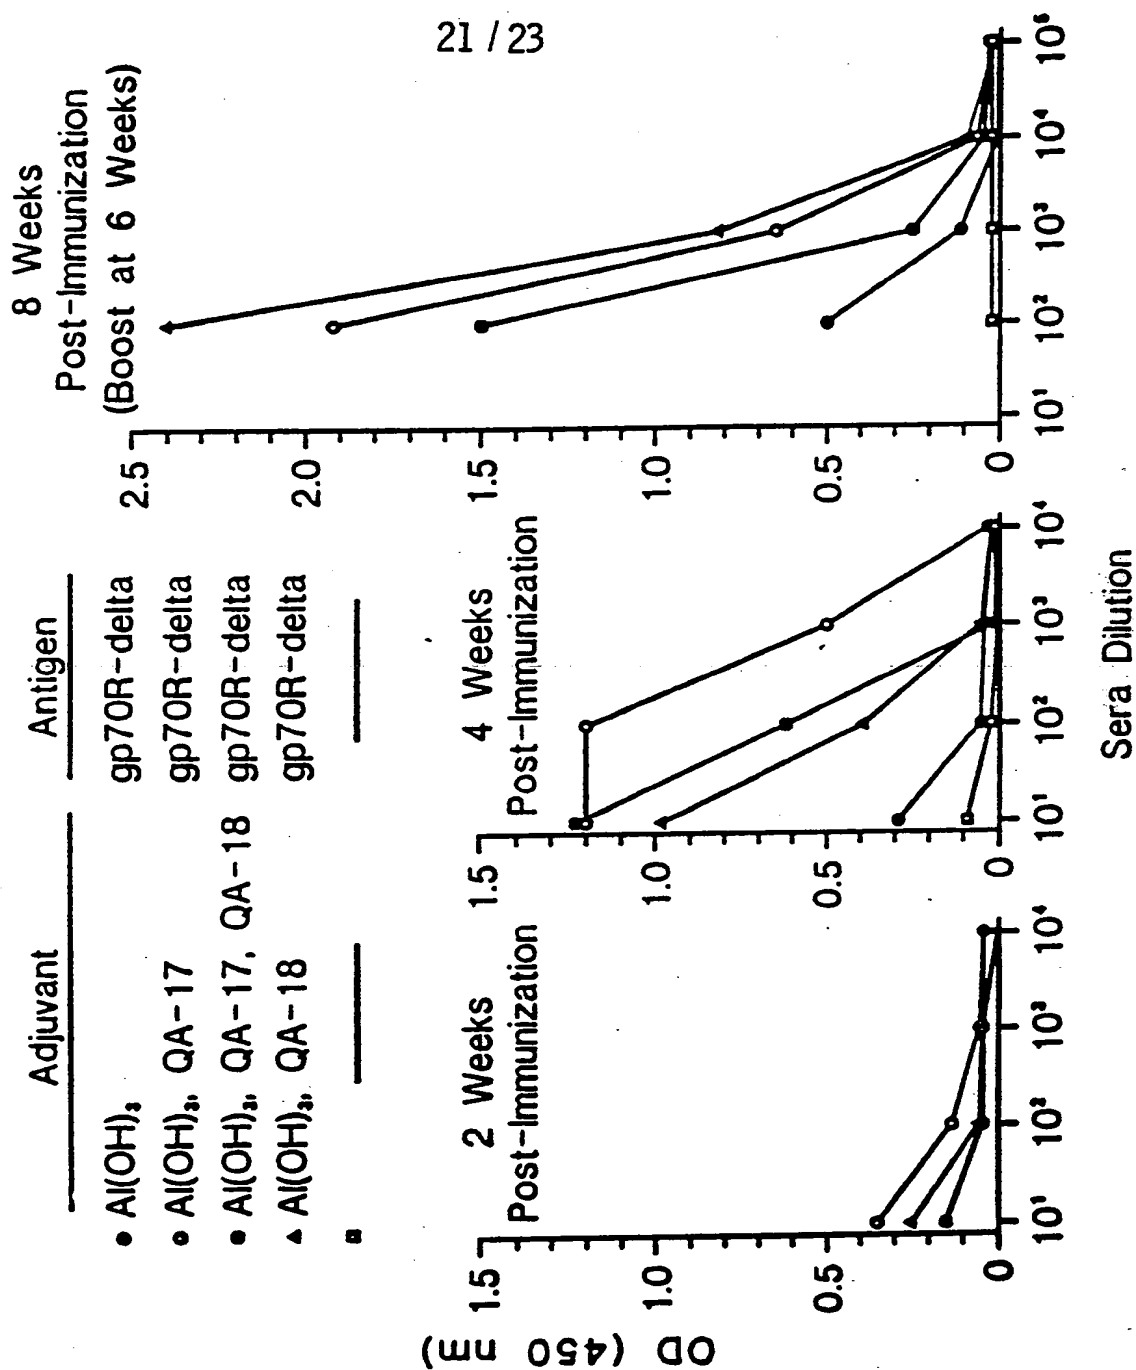 21 / 23
Adjuvant Antigen
Al(OH)₃ gp70R-delta
Al(OH)₃, QA-17 gp70R-delta
Al(OH)₃, QA-17, QA-18 gp70R-delta
Al(OH)₃, QA-18 gp70R-delta
OD (450 nm)
2 Weeks
Post-Immunization
1.5
1.0
0.5
0
10¹ 10² 10³ 10⁴
4 Weeks
Post-Immunization
1.5
1.0
0.5
0
10¹ 10² 10³ 10⁴
8 Weeks
Post-Immunization
(Boost at 6 Weeks)
2.5
2.0
1.5
1.0
0.5
0
10¹ 10² 10³ 10⁴ 10⁵
Sera Dilution